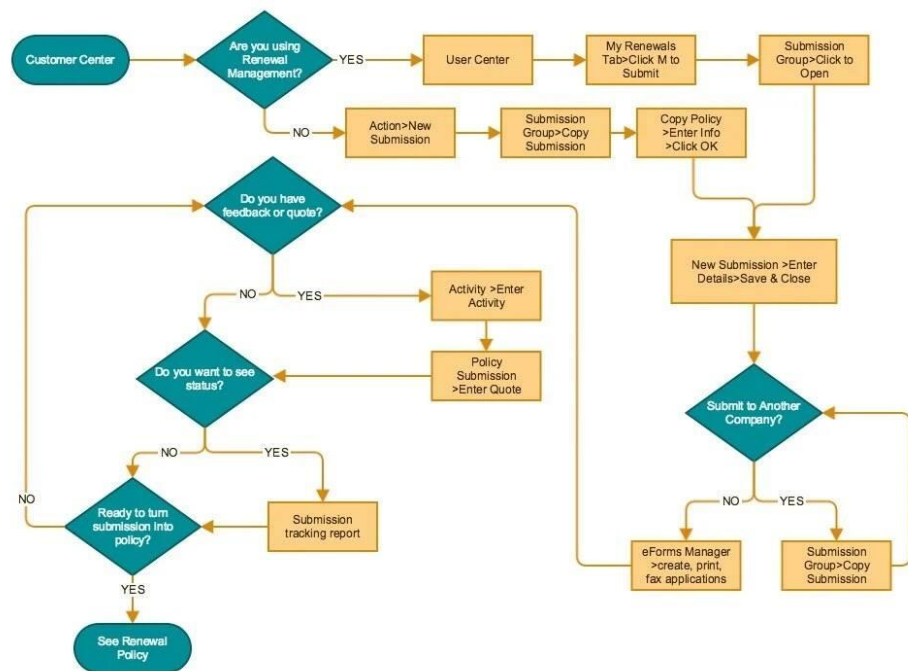 Customer Center
Are you using
Renewal
Management?
YES
User Center
My Renewals
Tab>Click M to
Submit
Submission
Group>Click to
Open
NO
Action>New
Submission
Submission
Group>Copy
Submission
Copy Policy
>Enter Info
>Click OK
Do you have
feedback or quote?
New Submission >Enter
Details>Save & Close
NO
YES
Activity >Enter
Activity
Do you want to see
status?
Policy
Submission
>Enter Quote
Submit to Another
Company?
NO
YES
NO
Ready to turn
submission into
policy?
Submission
tracking report
NO
YES
eForms Manager
>create, print,
fax applications
Submission
Group>Copy
Submission
YES
See Renewal
Policy